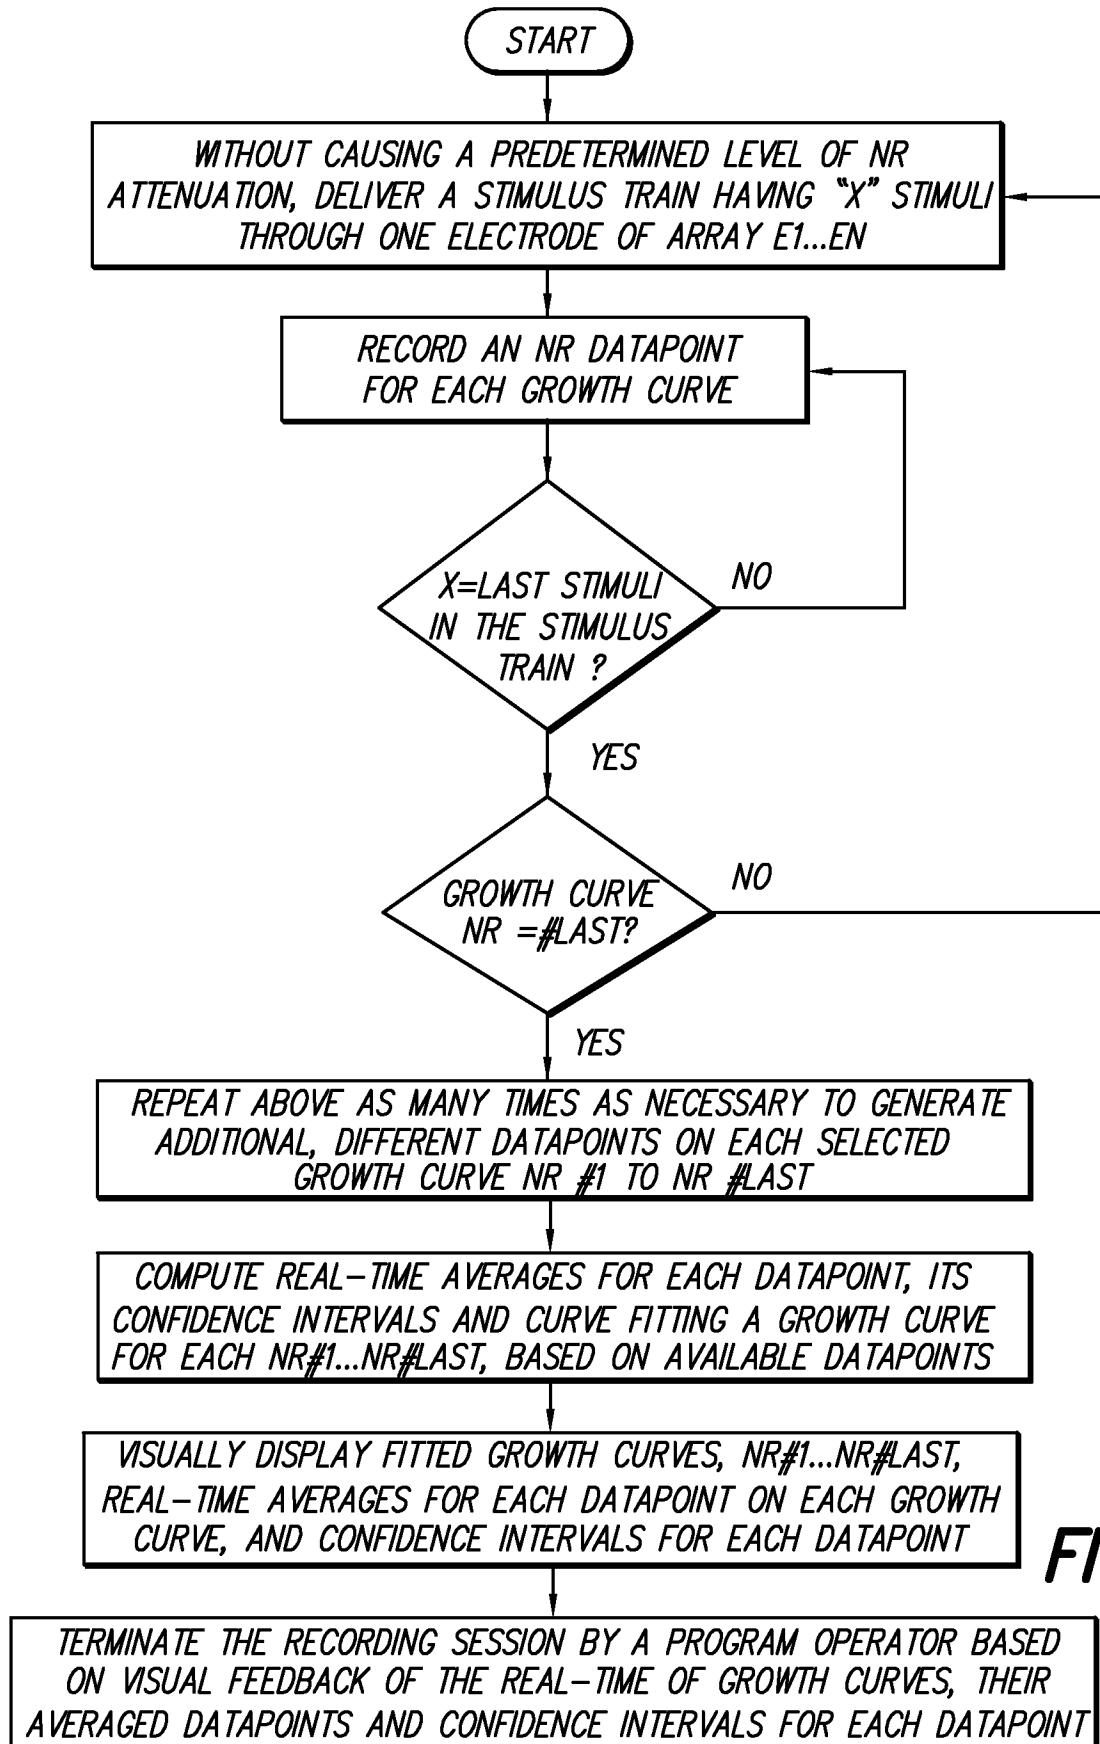 START
WITHOUT CAUSING A PREDETERMINED LEVEL OF NR
ATTENUATION, DELIVER A STIMULUS TRAIN HAVING "X" STIMULI
THROUGH ONE ELECTRODE OF ARRAY E1...EN
RECORD AN NR DATAPOINT
FOR EACH GROWTH CURVE
X=LAST STIMULI
IN THE STIMULUS
TRAIN ?
NO
YES
GROWTH CURVE
NR =#LAST?
NO
YES
REPEAT ABOVE AS MANY TIMES AS NECESSARY TO GENERATE
ADDITIONAL, DIFFERENT DATAPOINTS ON EACH SELECTED
GROWTH CURVE NR #1 TO NR #LAST
COMPUTE REAL-TIME AVERAGES FOR EACH DATAPOINT, ITS
CONFIDENCE INTERVALS AND CURVE FITTING A GROWTH CURVE
FOR EACH NR#1...NR#LAST, BASED ON AVAILABLE DATAPOINTS
VISUALLY DISPLAY FITTED GROWTH CURVES, NR#1...NR#LAST,
REAL-TIME AVERAGES FOR EACH DATAPOINT ON EACH GROWTH
CURVE, AND CONFIDENCE INTERVALS FOR EACH DATAPOINT
TERMINATE THE RECORDING SESSION BY A PROGRAM OPERATOR BASED
ON VISUAL FEEDBACK OF THE REAL-TIME OF GROWTH CURVES, THEIR
AVERAGED DATAPOINTS AND CONFIDENCE INTERVALS FOR EACH DATAPOINT